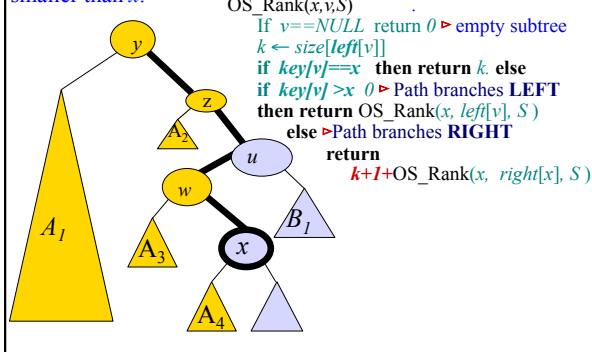 smaller than x.
OS_Rank(x,v,S) .
If v==NULL return 0 ▹ empty subtree
k ← size[left[v]]
if key[v]==x then return k. else
if key[v] >x 0 ▹ Path branches LEFT
then return OS_Rank(x, left[v], S )
else ▹Path branches RIGHT
return
k+1+OS_Rank(x, right[x], S )
y
z
A2
u
w
A1
A3
x
B1
A4